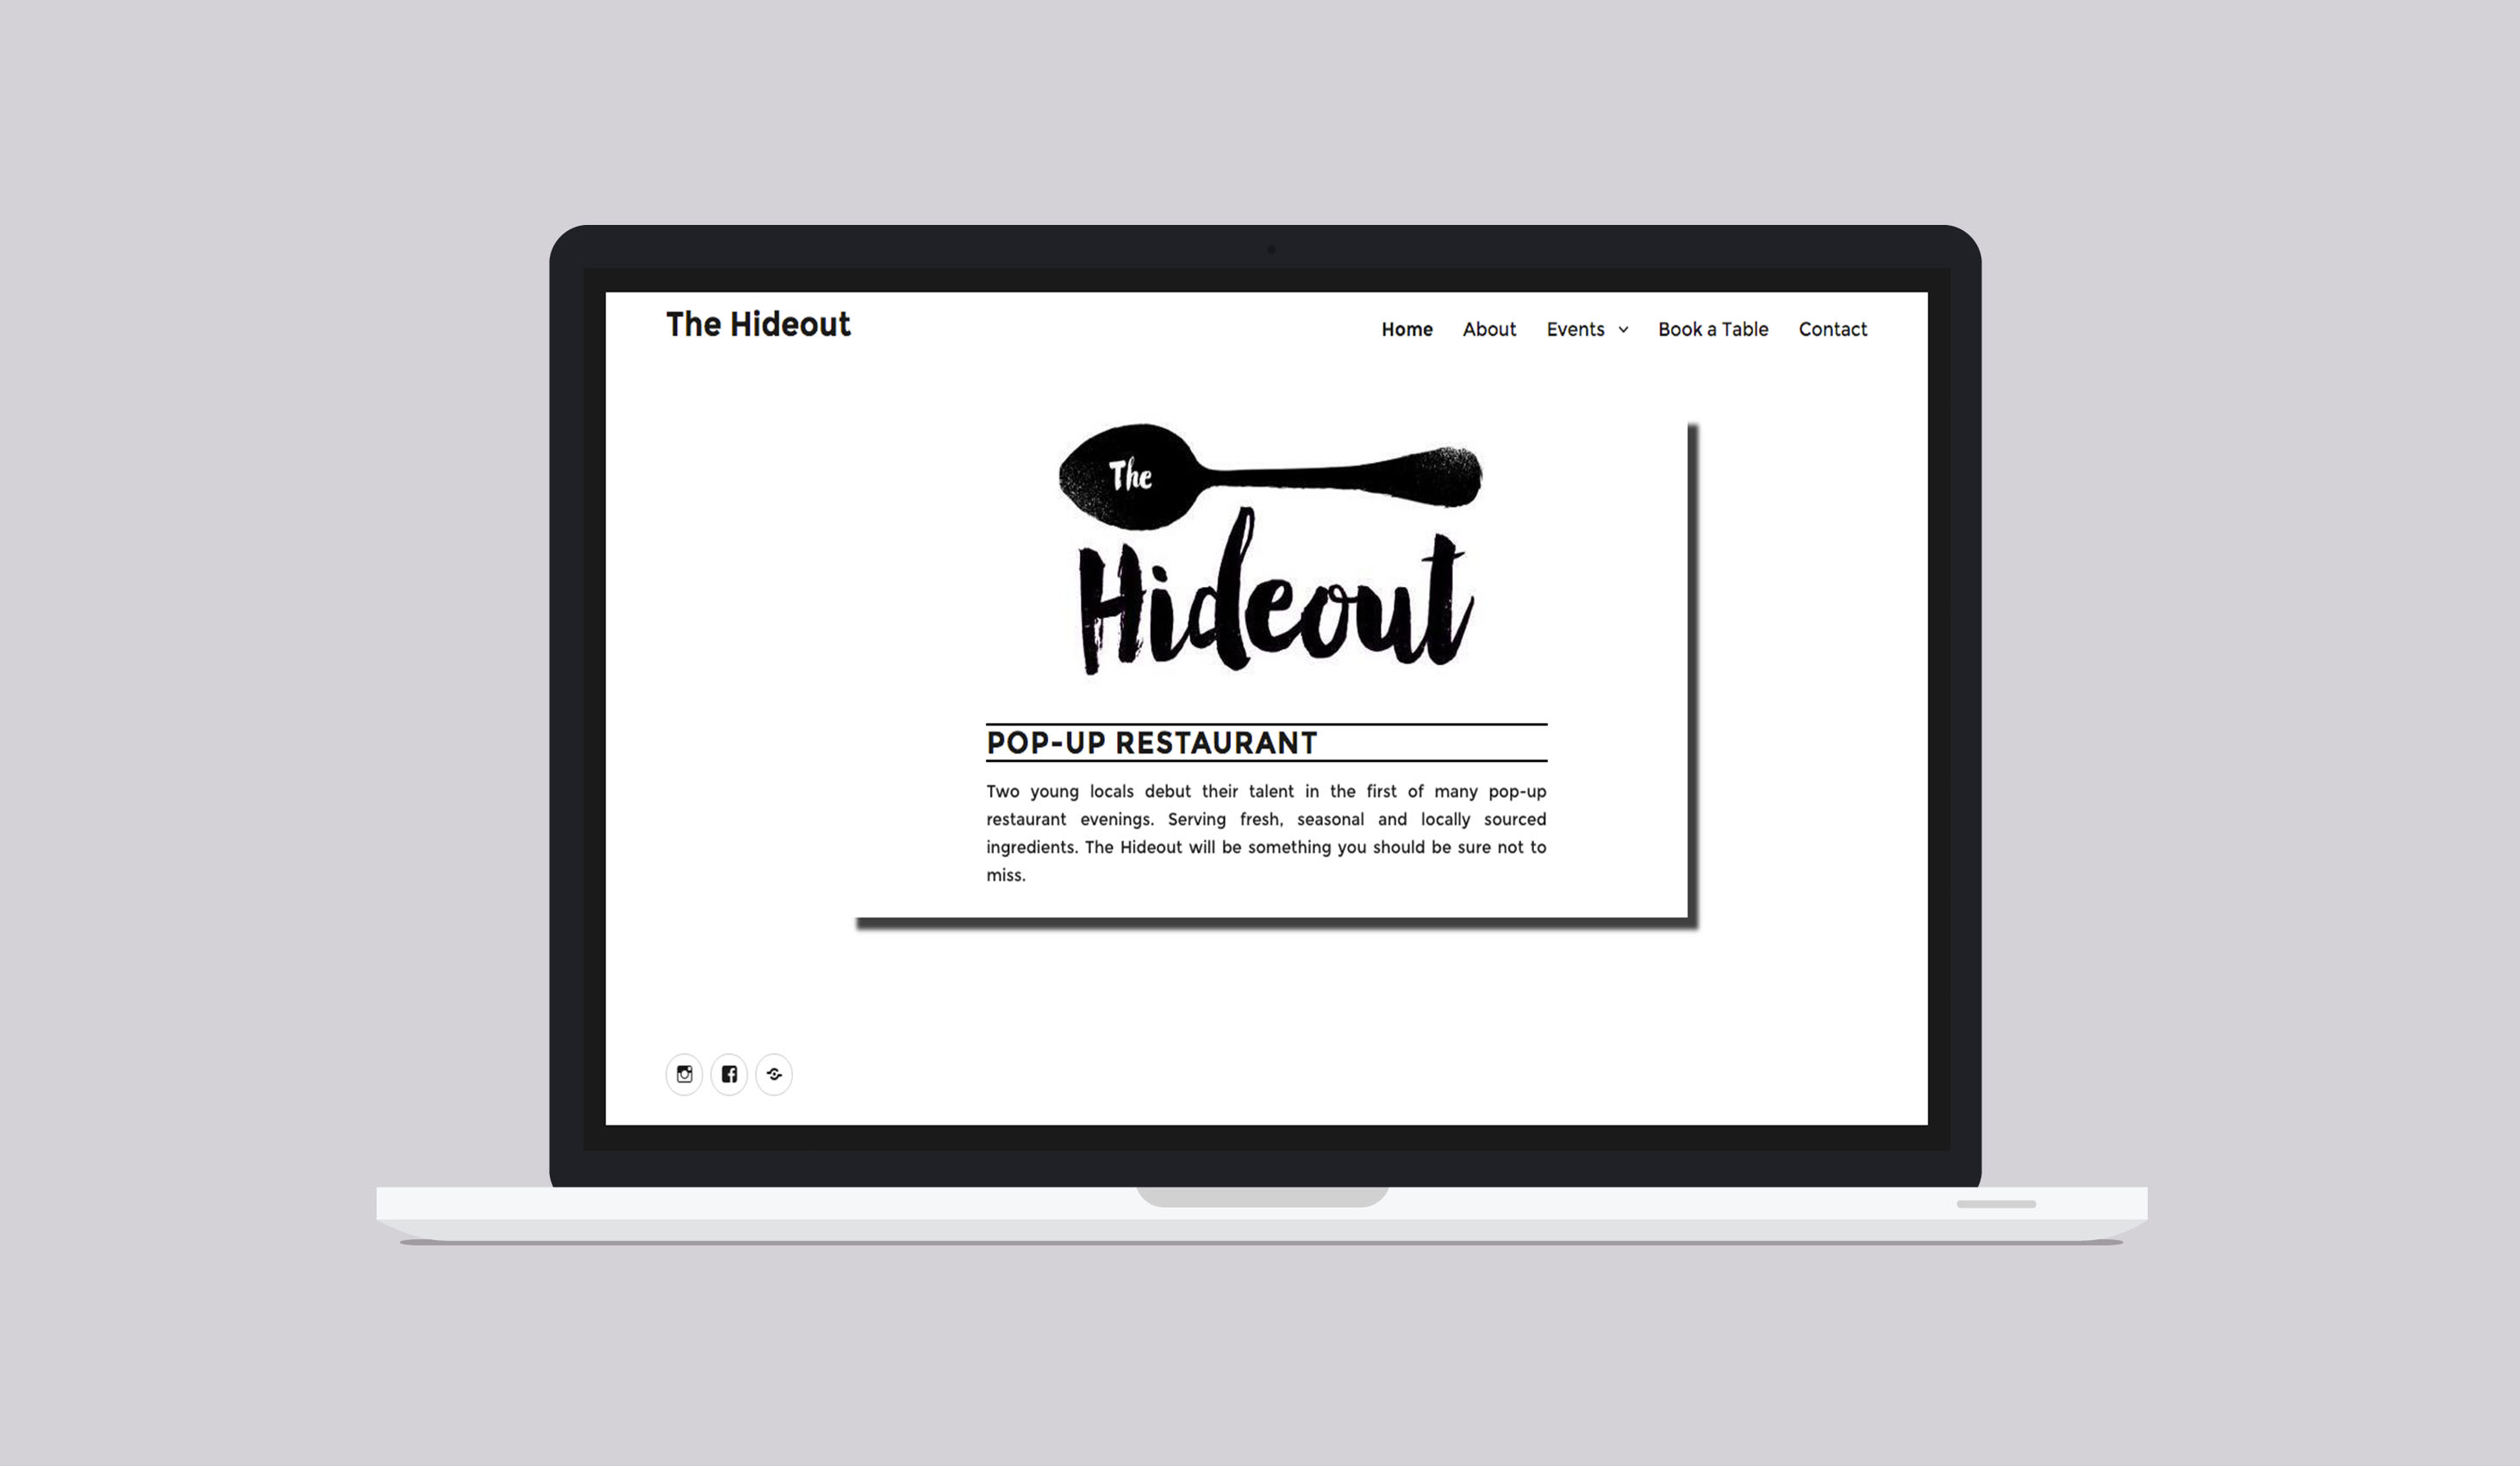 The Hideout
Home About Events Book a Table Contact
The
Hideout
POP-UP RESTAURANT
Two young locals debut their talent in the first of many pop-up
restaurant evenings. Serving fresh, seasonal and locally sourced
ingredients. The Hideout will be something you should be sure not to
miss.